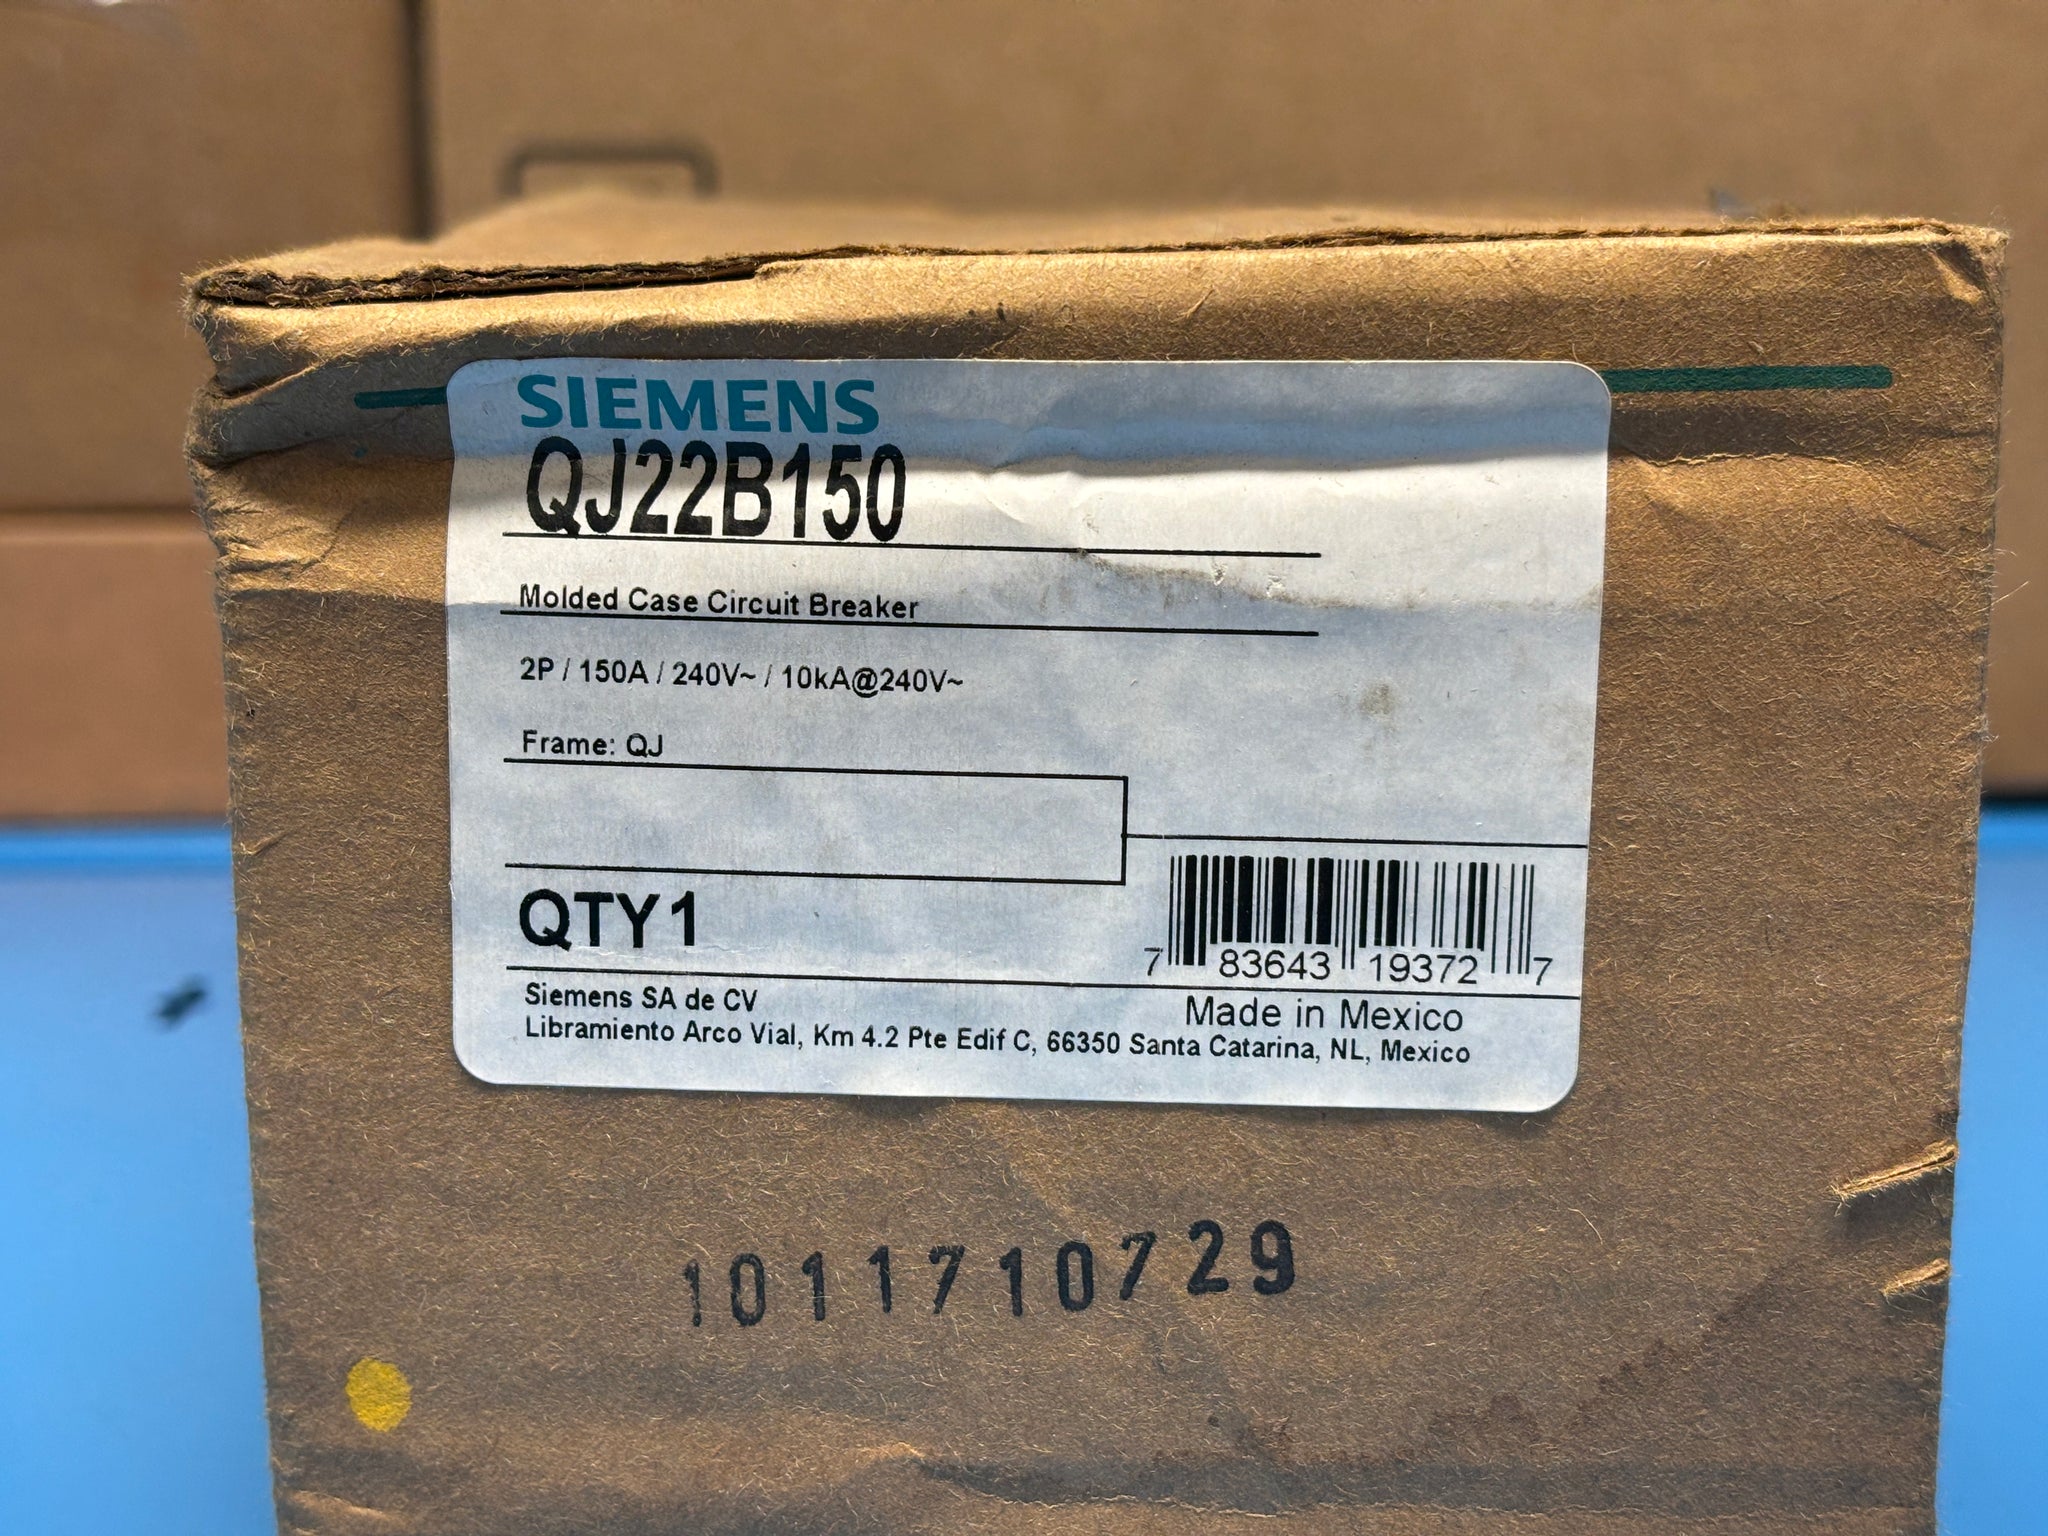 SIEMENS
QJ22B150
Molded Case Circuit Breaker
2P / 150A / 240V~ / 10kA@240V~
Frame: QJ
QTY1
7 83643 19372 7
Siemens SA de CV
Made in Mexico
Libramiento Arco Vial, Km 4.2 Pte Edif C, 66350 Santa Catarina, NL, Mexico
1011710729